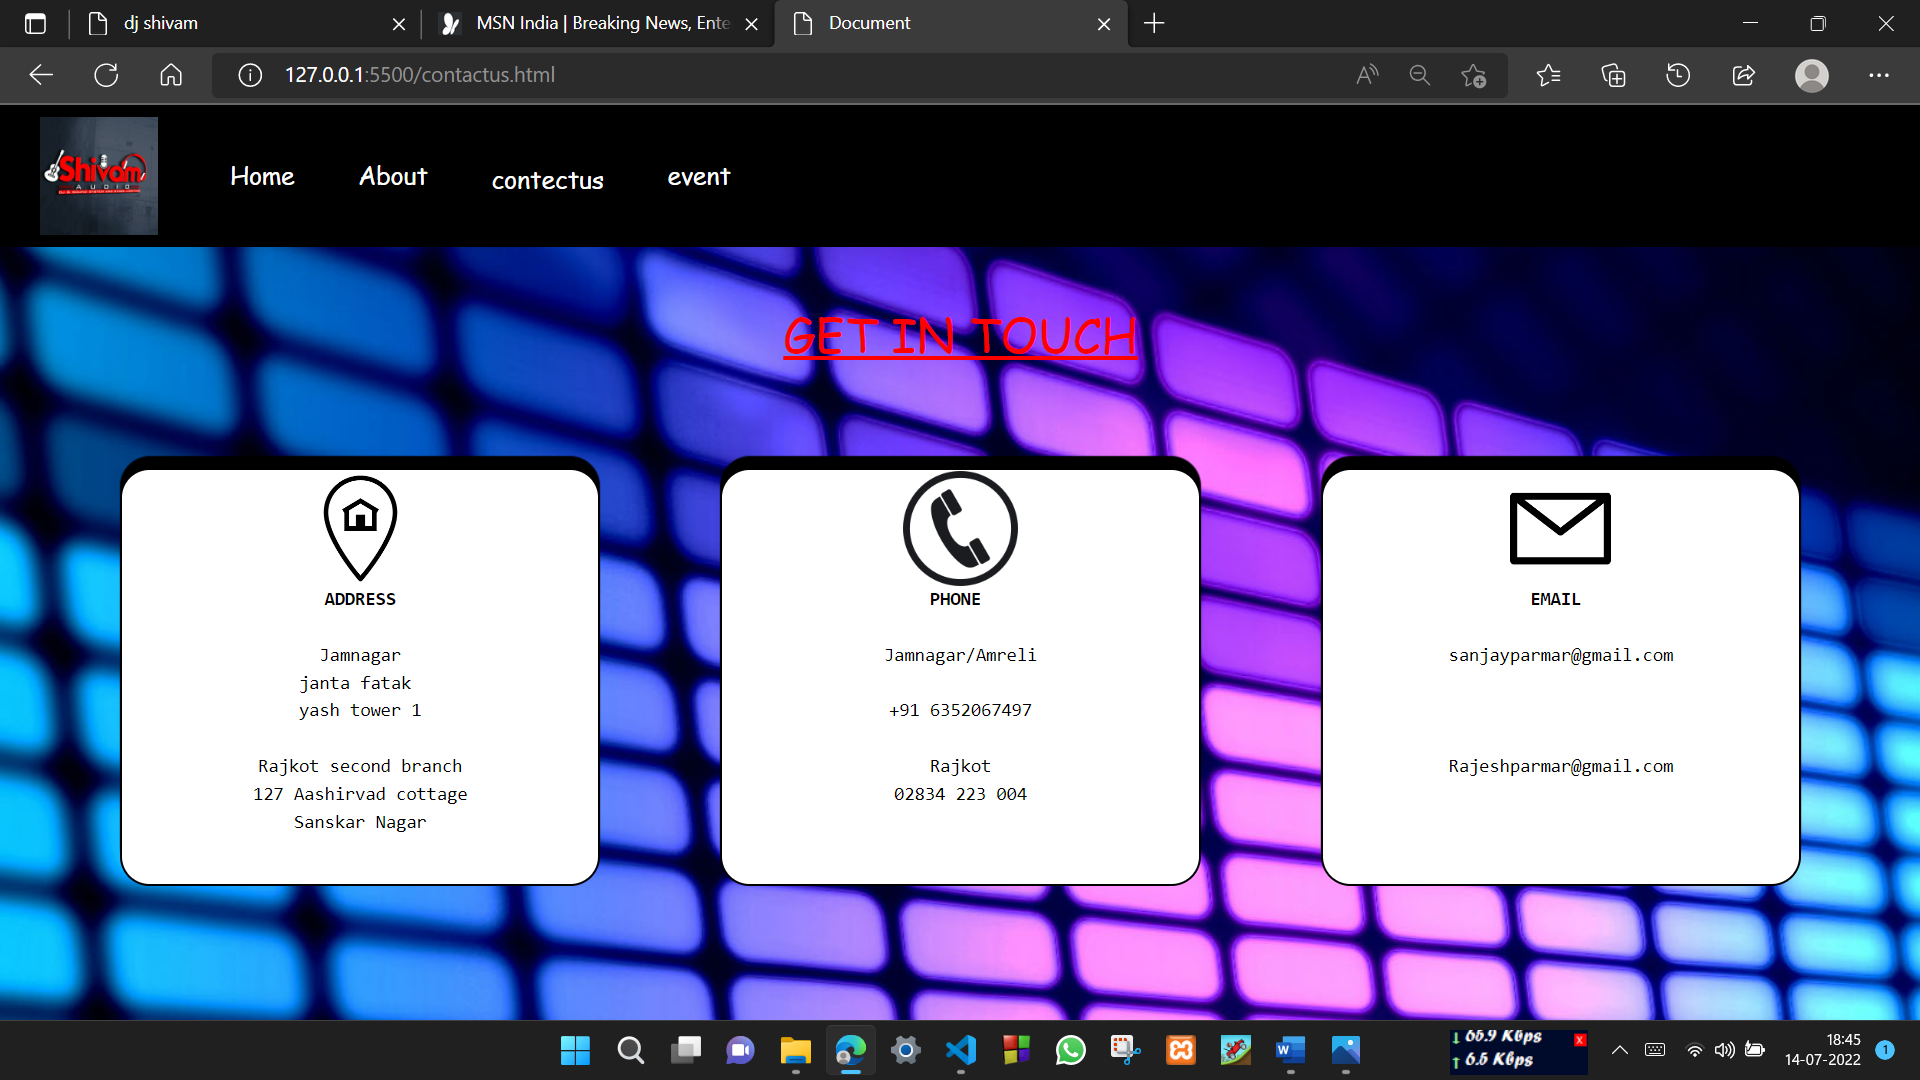 dj shivam
MSN India | Breaking News, Ente
Document
127.0.0.1:5500/contactus.html
Shivam
AUDIO
Home
About
contectus
event
GET IN TOUCH
ADDRESS
Jamnagar
janta fatak
yash tower 1
Rajkot second branch
127 Aashirvad cottage
Sanskar Nagar
PHONE
Jamnagar/Amreli
+91 6352067497
Rajkot
02834 223 004
EMAIL
sanjayparmar@gmail.com
Rajeshparmar@gmail.com
↓ 65.9 Kbps
x
↑ 6.5 Kbps
18:45
14-07-2022
1